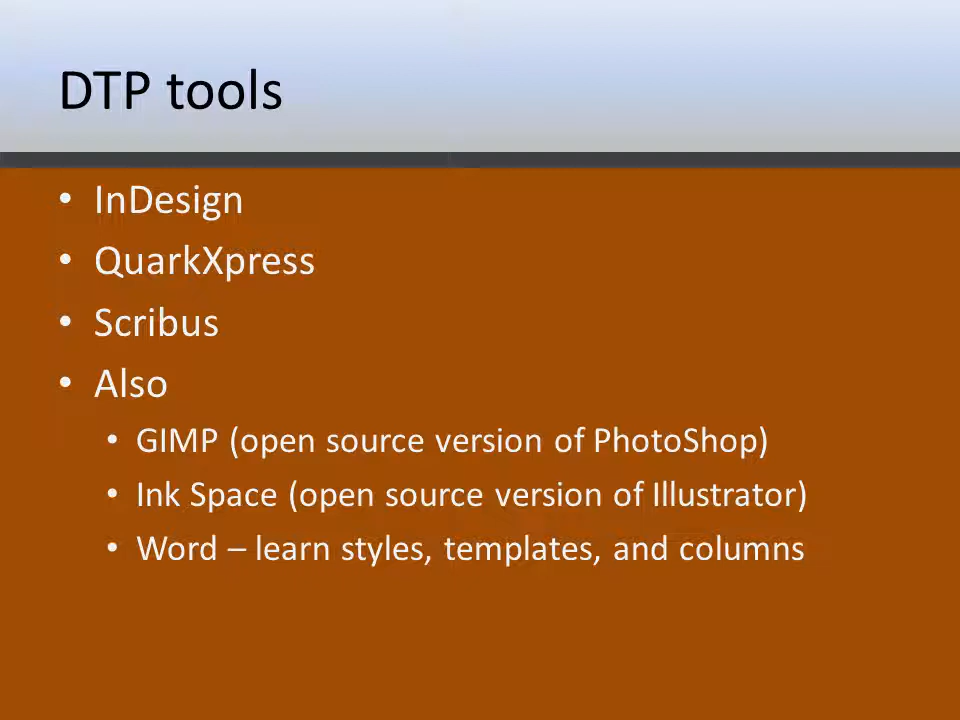 DTP tools
• InDesign
• QuarkXpress
• Scribus
• Also
• GIMP (open source version of PhotoShop)
• Ink Space (open source version of Illustrator)
• Word – learn styles, templates, and columns